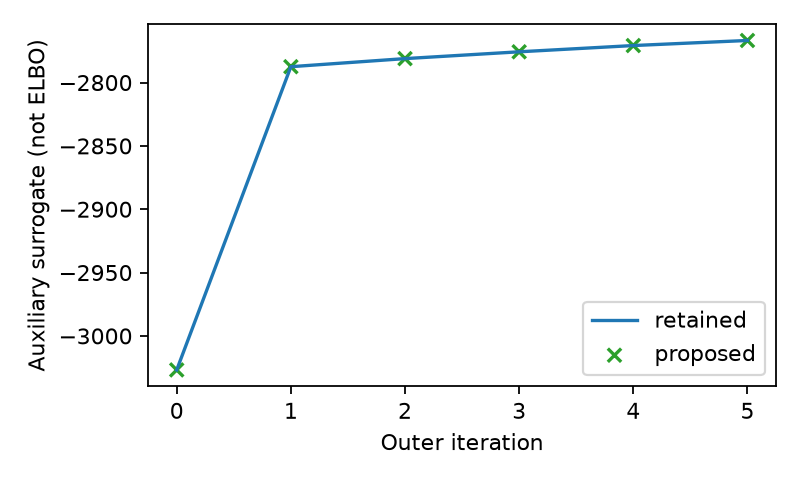 Auxiliary surrogate (not ELBO)
−2800
−2850
−2900
−2950
−3000
retained
proposed
0 1 2 3 4 5
Outer iteration